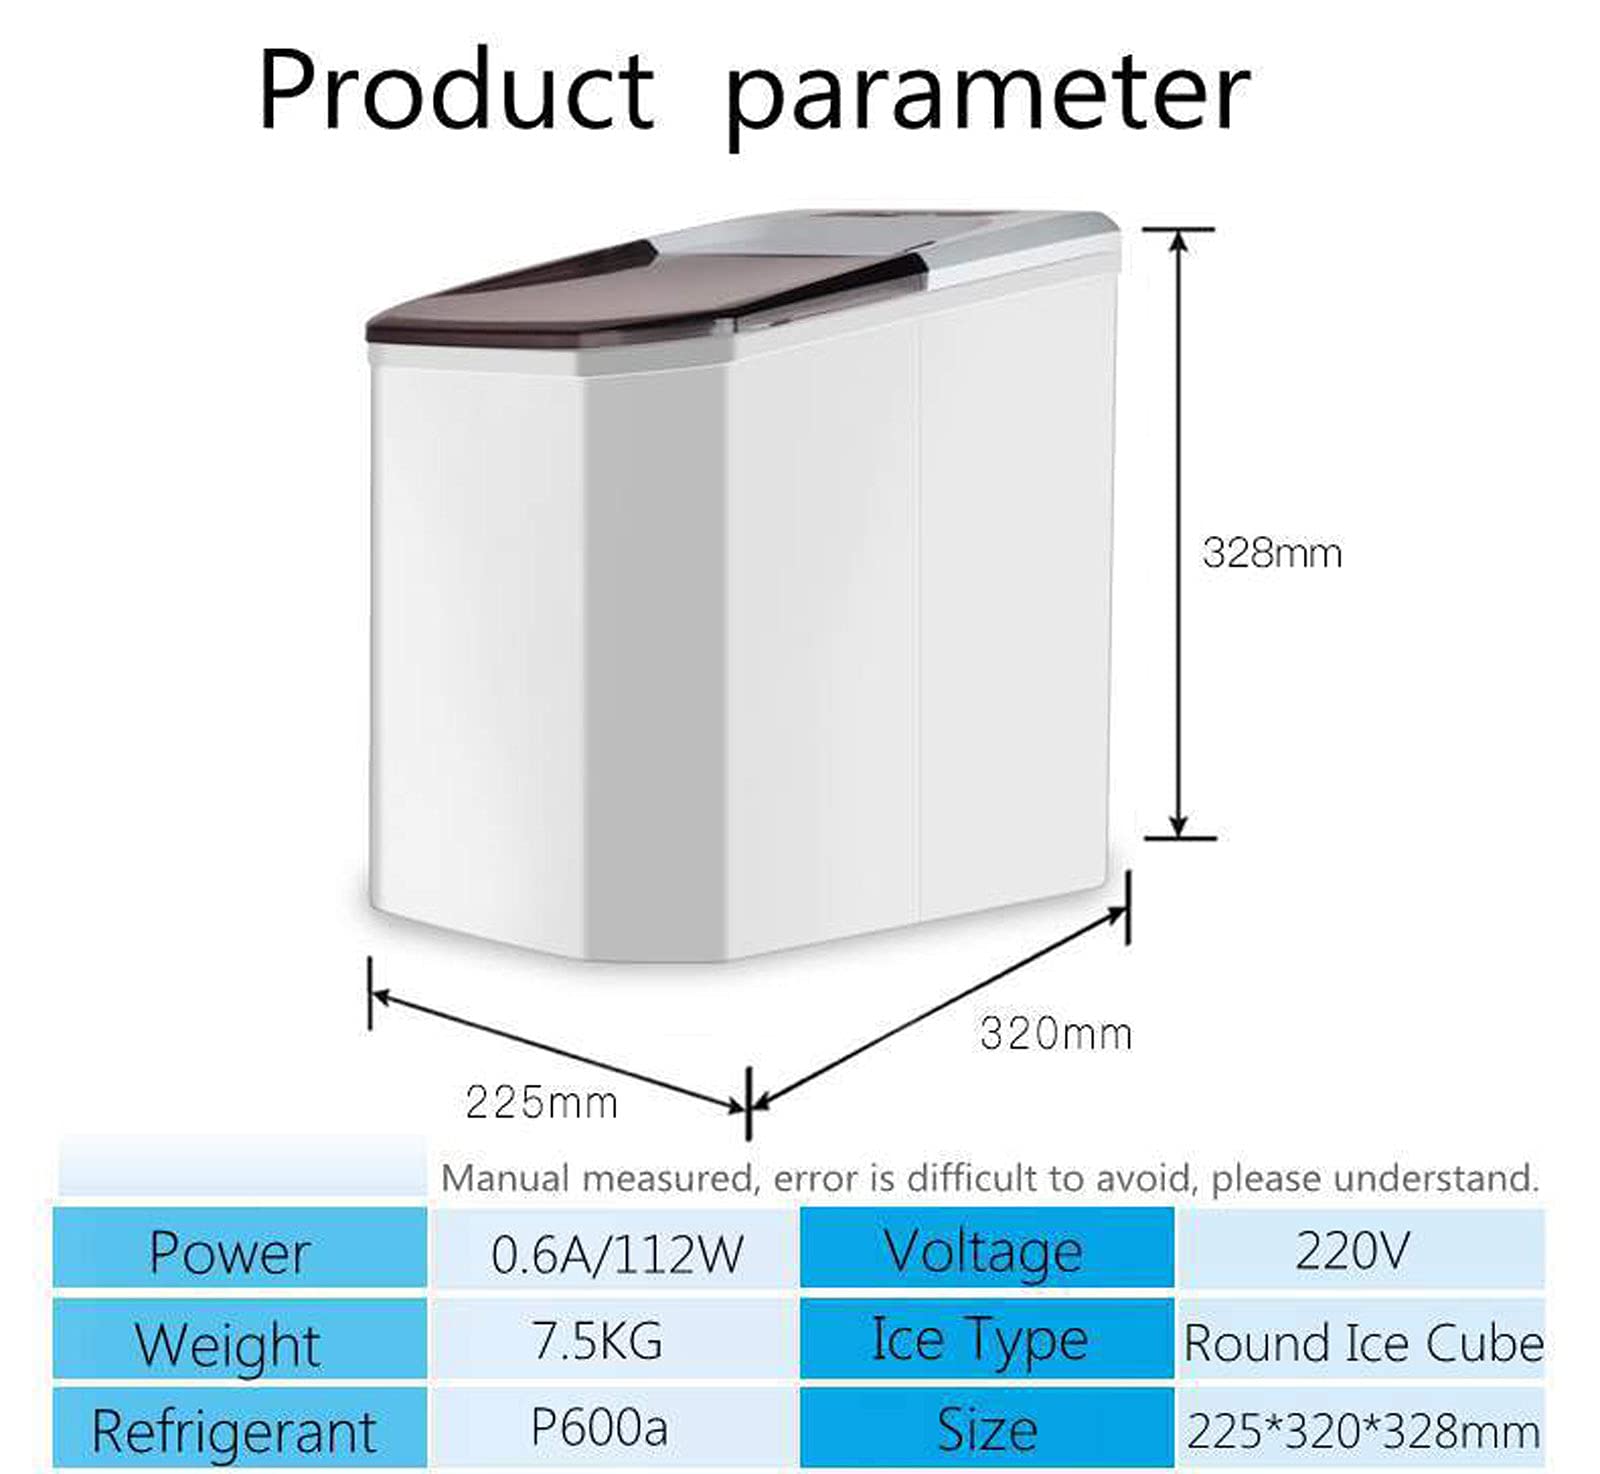 Product parameter
328mm
320mm
225mm
Manual measured, error is difficult to avoid, please understand.
Power 0.6A/112W Voltage 220V
Weight 7.5KG Ice Type Round Ice Cube
Refrigerant P600a Size 225*320*328mm